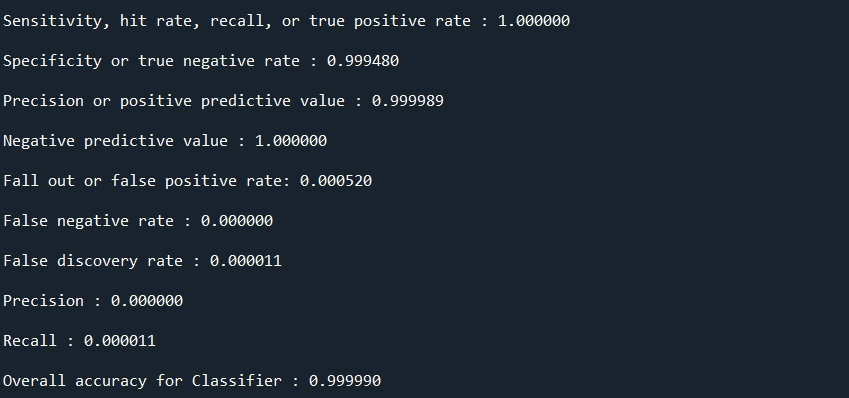 Sensitivity, hit rate, recall, or true positive rate : 1.000000
Specificity or true negative rate : 0.999480
Precision or positive predictive value : 0.999989
Negative predictive value : 1.000000
Fall out or false positive rate: 0.000520
False negative rate : 0.000000
False discovery rate : 0.000011
Precision : 0.000000
Recall : 0.000011
Overall accuracy for Classifier : 0.999990